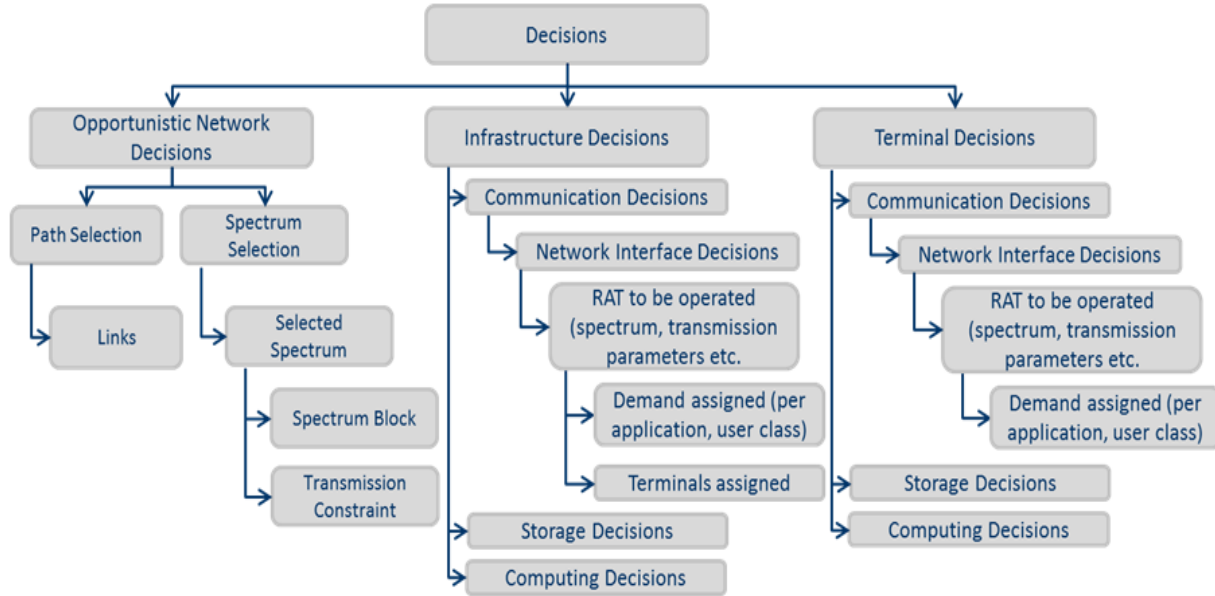 Decisions
Opportunistic Network
Decisions
Path Selection
Links
Spectrum
Selection
Selected
Spectrum
Spectrum Block
Transmission
Constraint
Infrastructure Decisions
Communication Decisions
Network Interface Decisions
RAT to be operated
(spectrum, transmission
parameters etc.
Demand assigned (per
application, user class)
Terminals assigned
Storage Decisions
Computing Decisions
Terminal Decisions
Communication Decisions
Network Interface Decisions
RAT to be operated
(spectrum, transmission
parameters etc.
Demand assigned (per
application, user class)
Storage Decisions
Computing Decisions